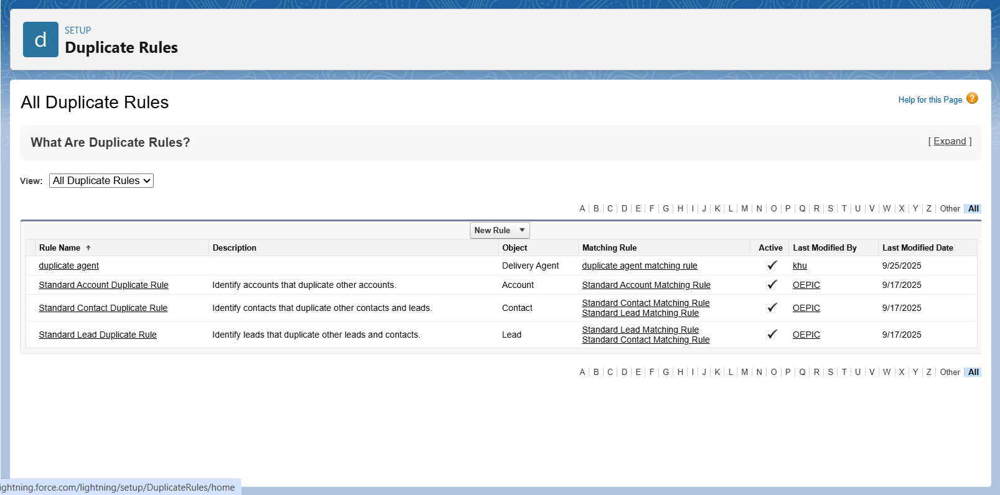 d
SETUP
Duplicate Rules
All Duplicate Rules
Help for this Page ?
What Are Duplicate Rules?
[ Expand ]
View: All Duplicate Rules
A | B | C | D | E | F | G | H | I | J | K | L | M | N | O | P | Q | R | S | T | U | V | W | X | Y | Z | Other | All
New Rule
Rule Name ↑ Description Object Matching Rule Active Last Modified By Last Modified Date
duplicate agent Delivery Agent duplicate agent matching rule ✓ khu 9/25/2025
Standard Account Duplicate Rule Identify accounts that duplicate other accounts. Account Standard Account Matching Rule ✓ OEPIC 9/17/2025
Standard Contact Duplicate Rule Identify contacts that duplicate other contacts and leads. Contact Standard Contact Matching Rule ✓ OEPIC 9/17/2025
Standard Lead Matching Rule
Standard Lead Duplicate Rule Identify leads that duplicate other leads and contacts. Lead Standard Lead Matching Rule ✓ OEPIC 9/17/2025
Standard Contact Matching Rule
A | B | C | D | E | F | G | H | I | J | K | L | M | N | O | P | Q | R | S | T | U | V | W | X | Y | Z | Other | All
ightning.force.com/lightning/setup/DuplicateRules/home